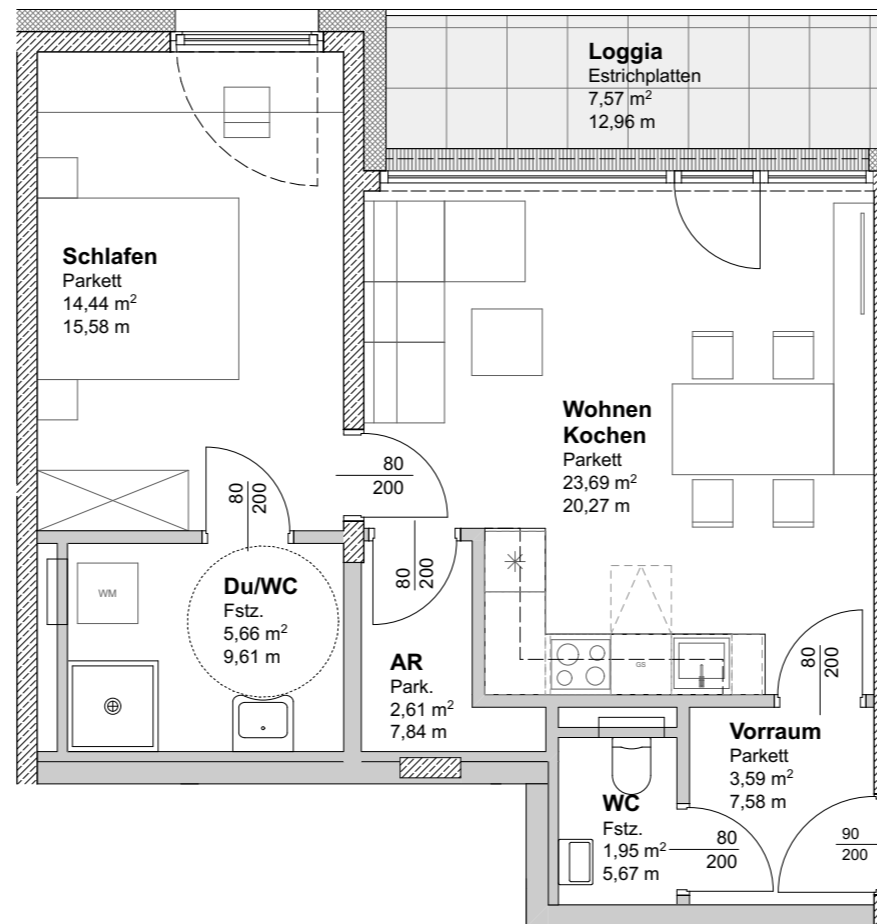 Loggia
Estrichplatten
7,57 m²
12,96 m
Schlafen
Parkett
14,44 m²
15,58 m
Wohnen
Kochen
Parkett
23,69 m²
20,27 m
80
200
80
200
80
200
WM
Du/WC
Fstz.
5,66 m²
9,61 m
AR
Park.
2,61 m²
7,84 m
GS
80
200
Vorraum
Parkett
3,59 m²
7,58 m
WC
Fstz.
1,95 m²
5,67 m
80
200
90
200